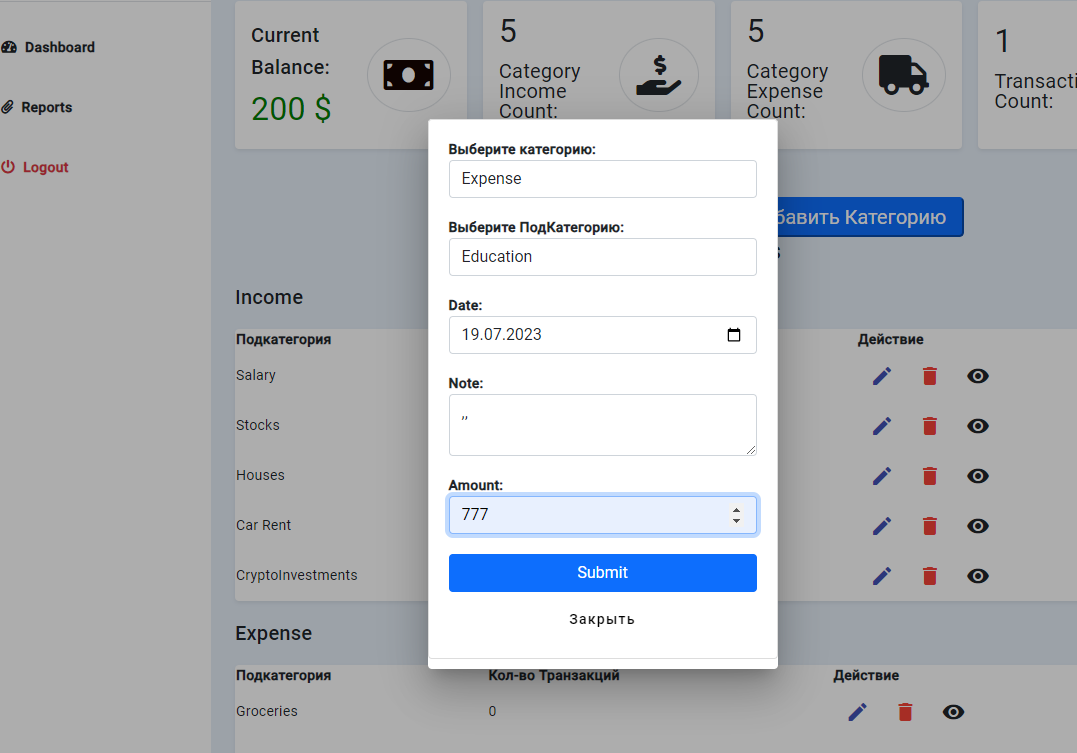 Dashboard
Reports
Logout
Current
Balance:
200 $
5
Category
Income
Count:
5
Category
Expense
Count:
1
Transacti
Count:
Выберите категорию:
Expense
Выберите ПодКатегорию:
Education
Date:
19.07.2023
Note:
,,
Amount:
777
Submit
Закрыть
бавить Категорию
s
Income
Подкатегория
Действие
Salary
Stocks
Houses
Car Rent
CryptoInvestments
Expense
Подкатегория Кол-во Транзакций Действие
Groceries 0